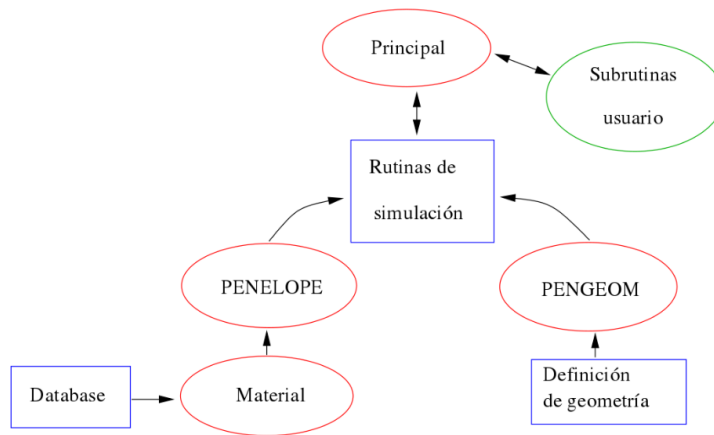 Principal
Subrutinas
usuario
Rutinas de
simulación
PENELOPE
PENGEOM
Database
Material
Definición
de geometría